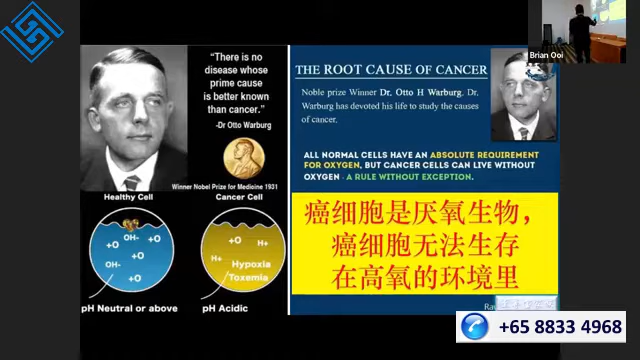 Brian Ooi
"There is no
disease whose
prime cause
is better known
than cancer."
-Dr Otto Warburg
Winner Nobel Prize for Medicine 1931
Healthy Cell
Cancer Cell
OH-
+O
+O
OH-
+O
+O
H+
H+
Hypoxia
Toxemia
pH Neutral or above
pH Acidic
THE ROOT CAUSE OF CANCER
Noble prize Winner Dr. Otto H Warburg, Dr.
Warburg has devoted his life to study the causes
of cancer.
ALL NORMAL CELLS HAVE AN ABSOLUTE REQUIREMENT
FOR OXYGEN, BUT CANCER CELLS CAN LIVE WITHOUT
OXYGEN - A RULE WITHOUT EXCEPTION.
癌细胞是厌氧生物，
癌细胞无法生存
在高氧的环境里
+65 8833 4968